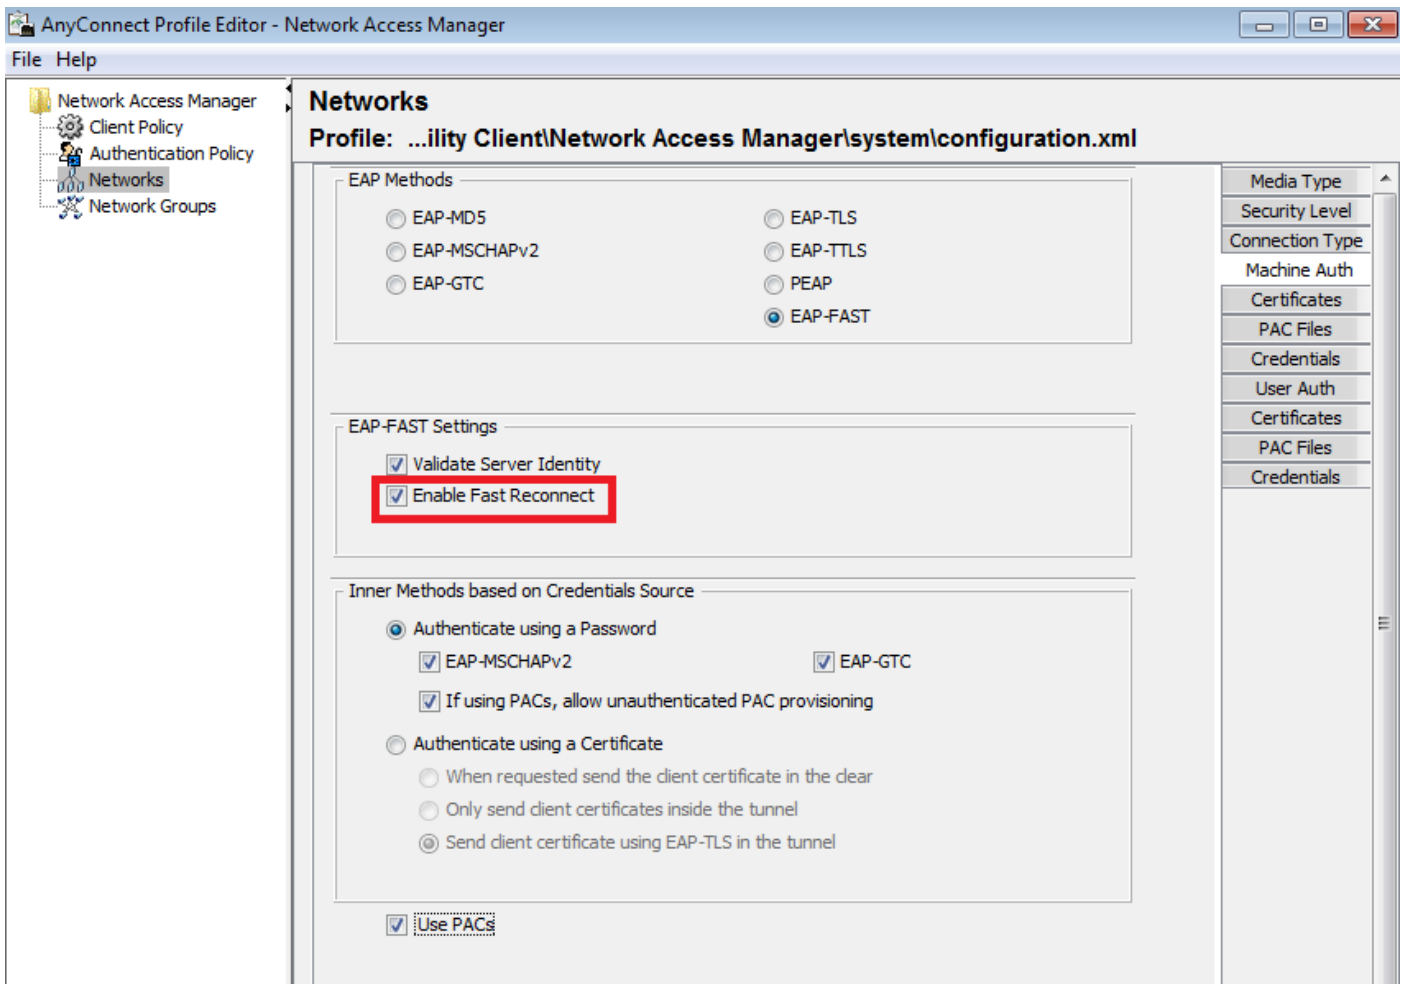 AnyConnect Profile Editor - Network Access Manager
File Help
Network Access Manager
Client Policy
Authentication Policy
Networks
Network Groups
Networks
Profile: ...ility Client\Network Access Manager\system\configuration.xml
EAP Methods
EAP-MD5
EAP-TLS
EAP-MSCHAPv2
EAP-TTLS
EAP-GTC
PEAP
EAP-FAST
EAP-FAST Settings
Validate Server Identity
Enable Fast Reconnect
Inner Methods based on Credentials Source
Authenticate using a Password
EAP-MSCHAPv2
EAP-GTC
If using PACs, allow unauthenticated PAC provisioning
Authenticate using a Certificate
When requested send the client certificate in the clear
Only send client certificates inside the tunnel
Send client certificate using EAP-TLS in the tunnel
Use PACs
Media Type
Security Level
Connection Type
Machine Auth
Certificates
PAC Files
Credentials
User Auth
Certificates
PAC Files
Credentials